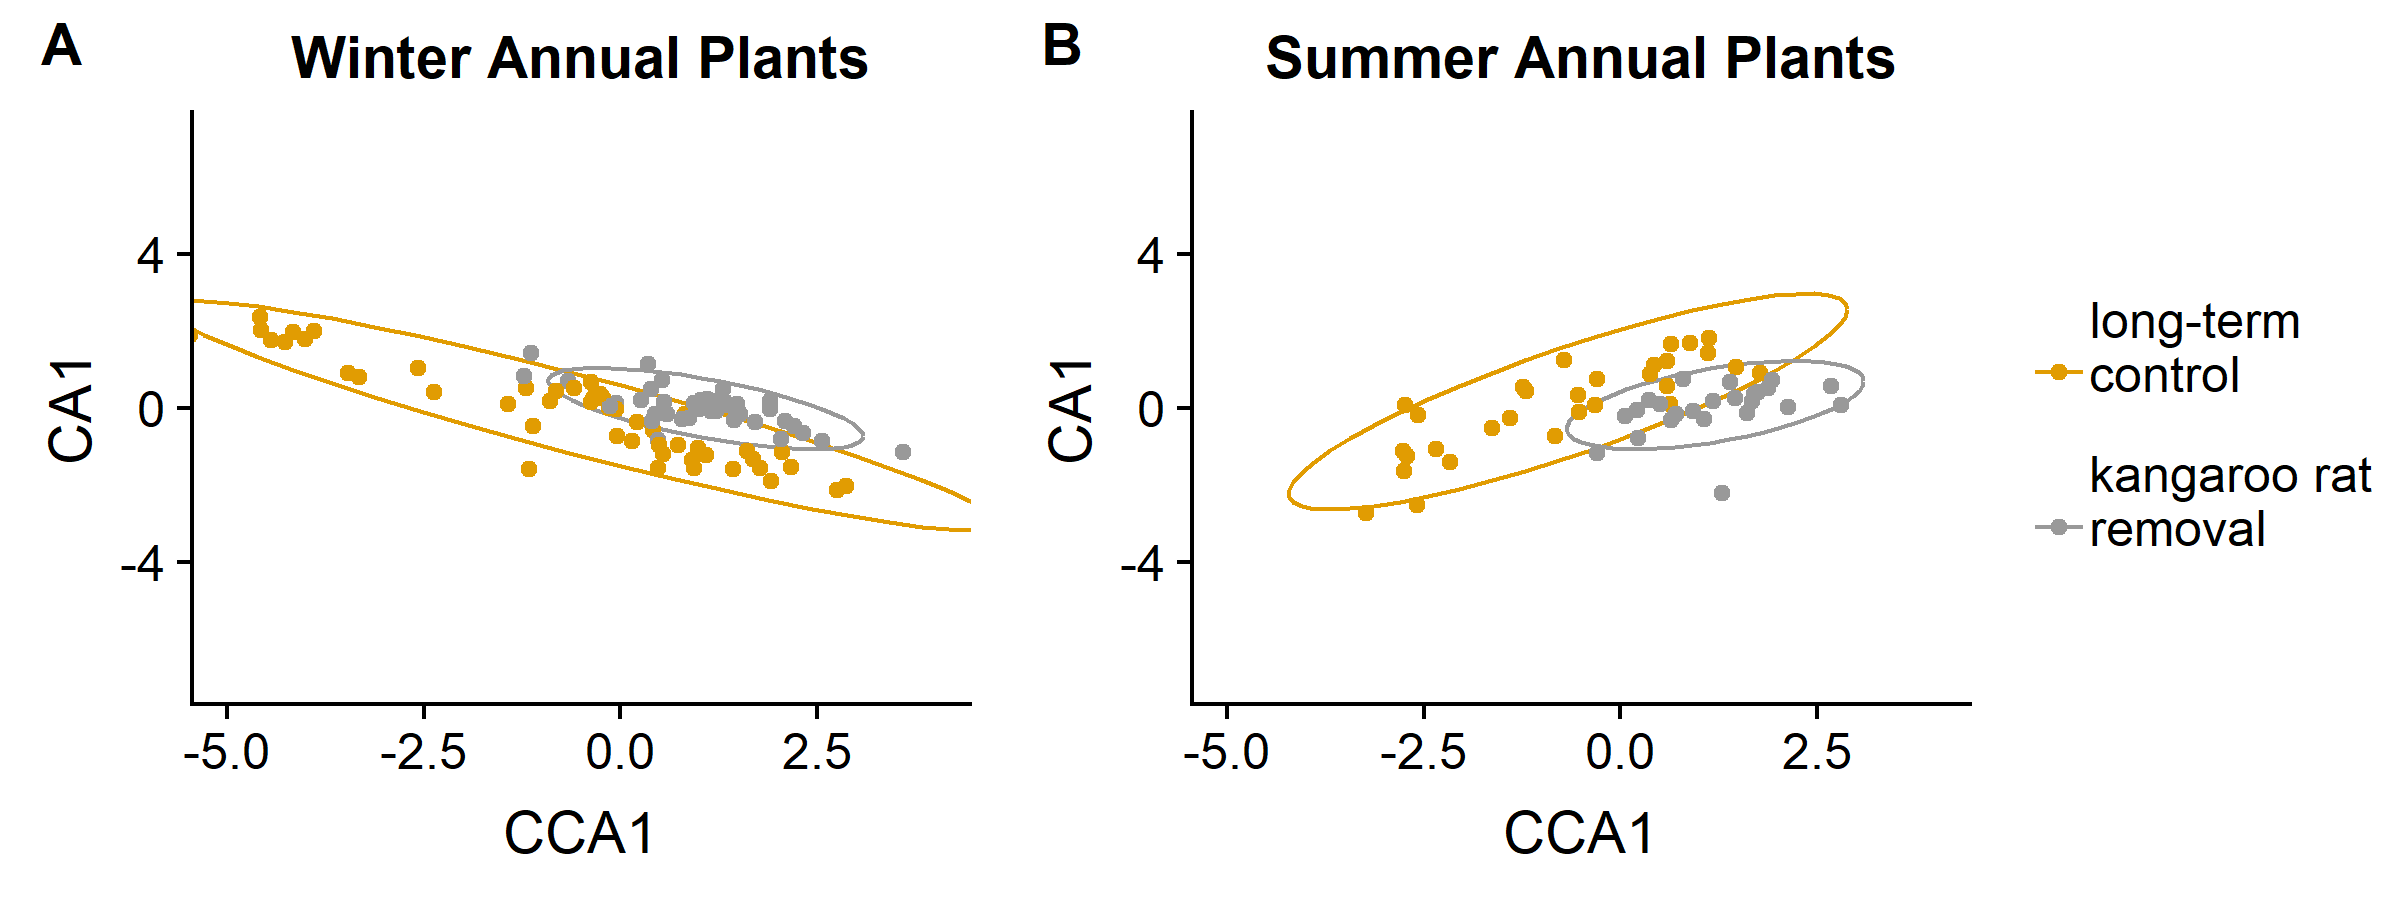 A
Winter Annual Plants
4
0
-4
CA1
-5.0 -2.5 0.0 2.5
CCA1
B
Summer Annual Plants
4
0
-4
CA1
-5.0 -2.5 0.0 2.5
CCA1
long-term
control
kangaroo rat
removal